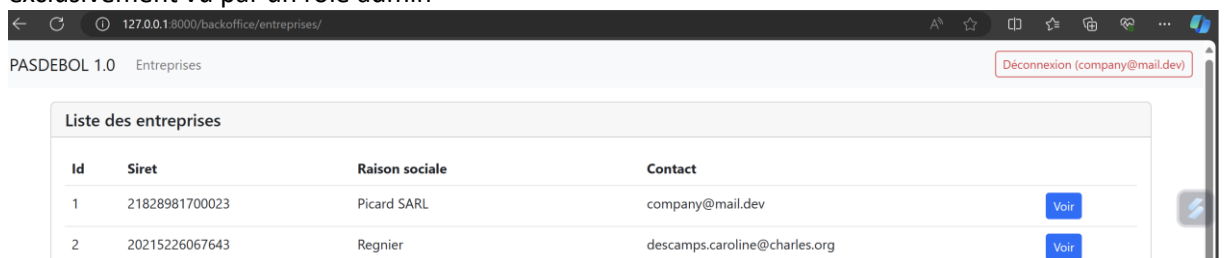 exclusivement vu par un rôle admin
127.0.0.1:8000/backoffice/entreprises/
PASDEBOL 1.0 Entreprises Déconnexion (company@mail.dev)
Liste des entreprises
Id Siret Raison sociale Contact
1 21828981700023 Picard SARL company@mail.dev Voir
2 20215226067643 Regnier descamps.caroline@charles.org Voir